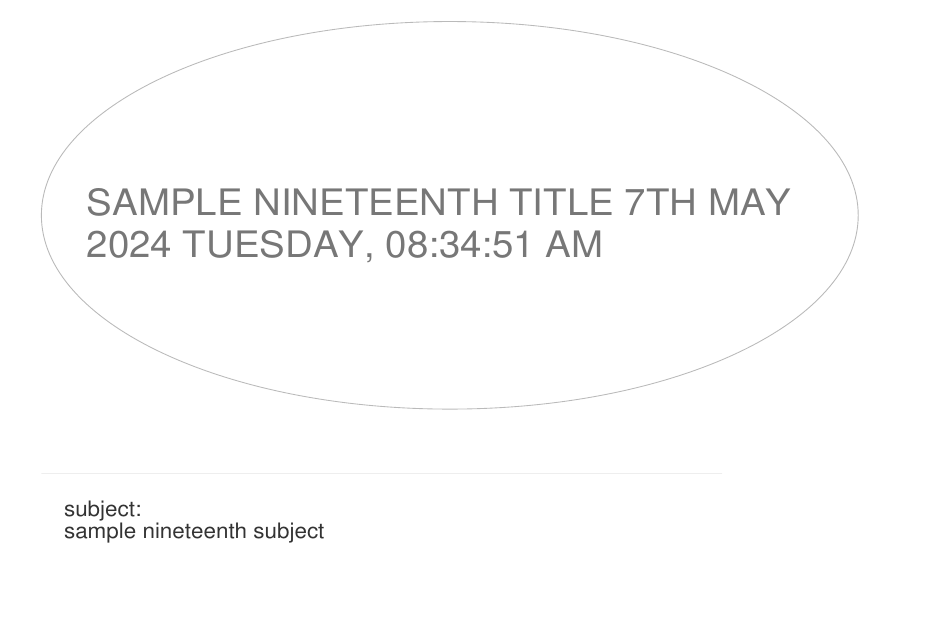 SAMPLE NINETEENTH TITLE 7TH MAY
2024 TUESDAY, 08:34:51 AM
subject:
sample nineteenth subject